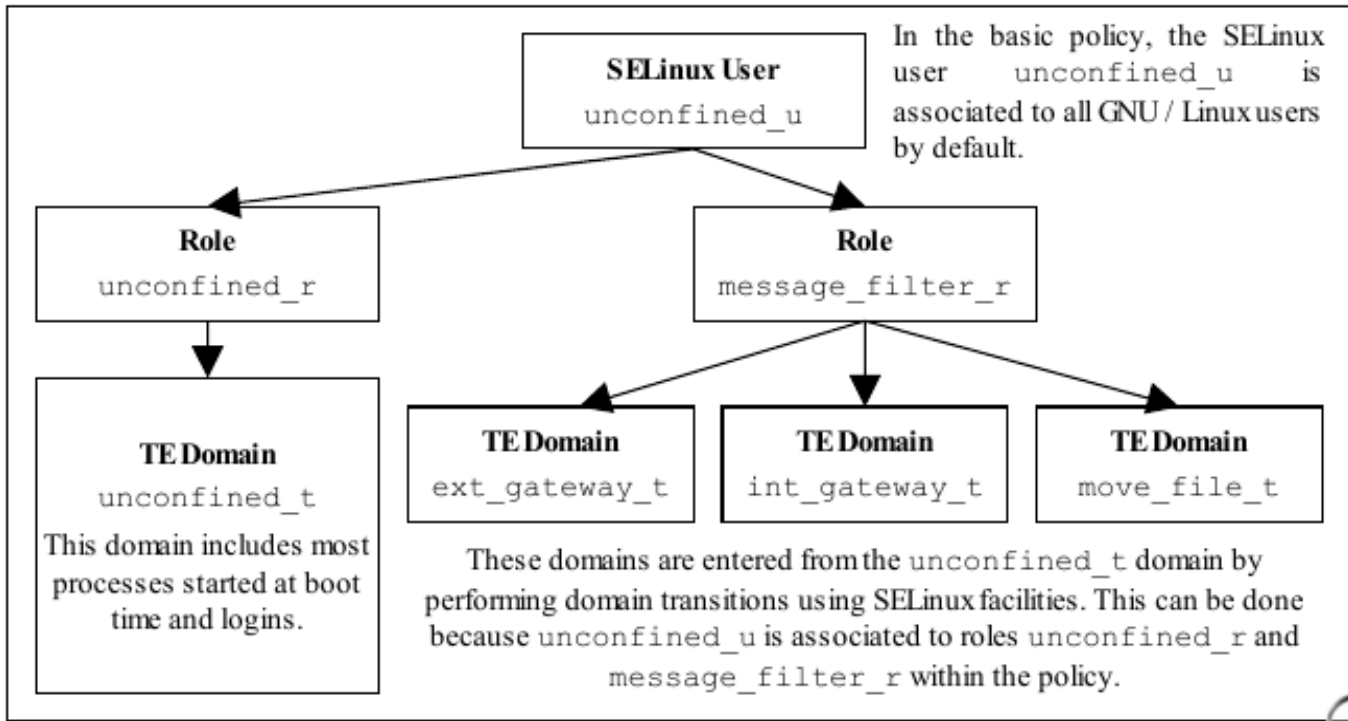 SELinux User
unconfined_u
In the basic policy, the SELinux
user unconfined_u is
associated to all GNU / Linux users
by default.
Role
unconfined_r
Role
message_filter_r
TE Domain
unconfined_t
This domain includes most
processes started at boot
time and logins.
TE Domain
ext_gateway_t
TE Domain
int_gateway_t
TE Domain
move_file_t
These domains are entered from the unconfined_t domain by
performing domain transitions using SELinux facilities. This can be done
because unconfined_u is associated to roles unconfined_r and
message_filter_r within the policy.